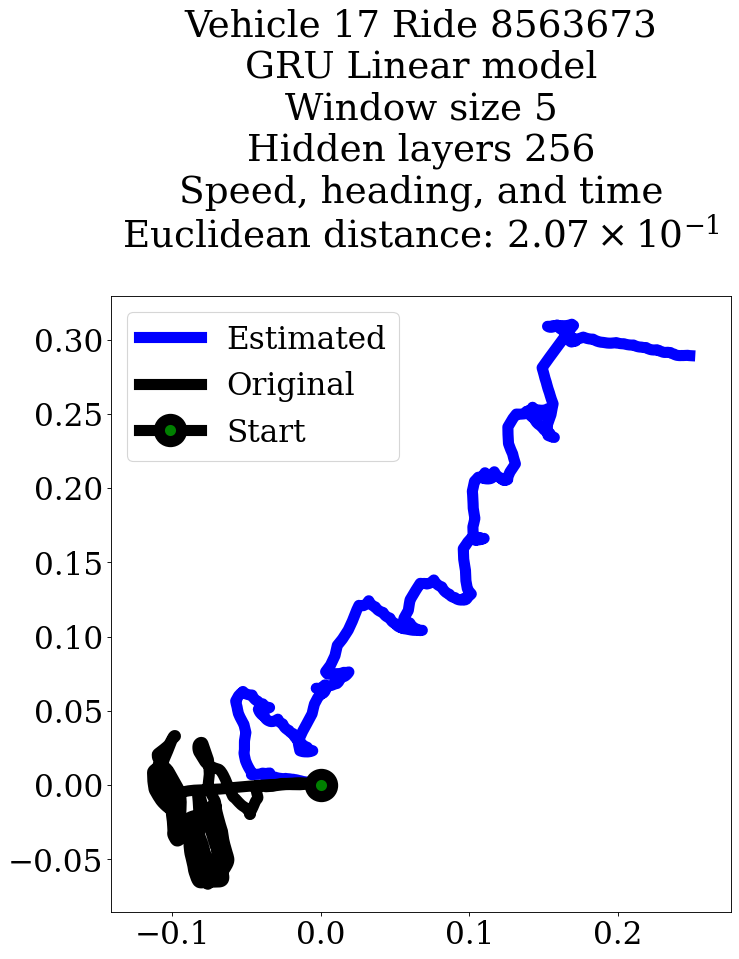 Vehicle 17 Ride 8563673
GRU Linear model
Window size 5
Hidden layers 256
Speed, heading, and time
Euclidean distance: 2.07 × 10⁻¹
Estimated
Original
Start
0.30
0.25
0.20
0.15
0.10
0.05
0.00
−0.05
−0.1 0.0 0.1 0.2